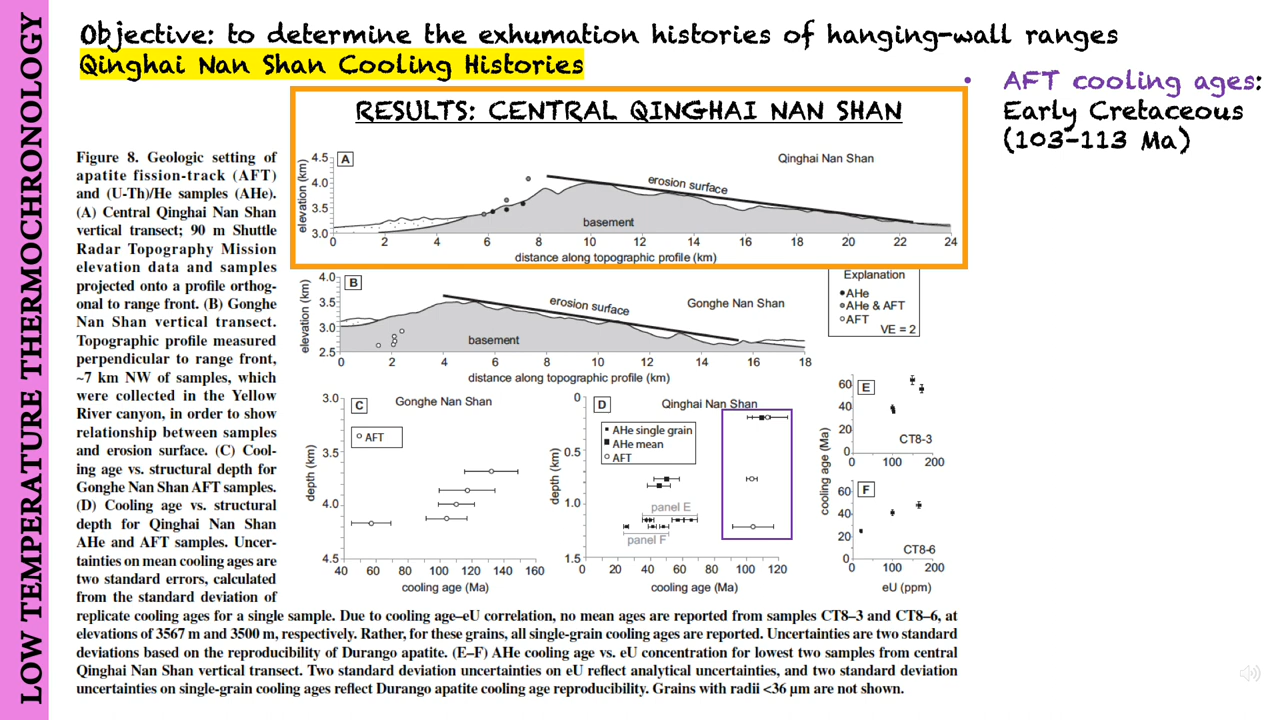 LOW TEMPERATURE THERMOCHRONOLOGY
Objective: to determine the exhumation histories of hanging-wall ranges
Qinghai Nan Shan Cooling Histories
• AFT cooling ages:
Early Cretaceous
(103-113 Ma)
RESULTS: CENTRAL QINGHAI NAN SHAN
Figure 8. Geologic setting of
apatite fission-track (AFT)
and (U-Th)/He samples (AHe).
(A) Central Qinghai Nan Shan
vertical transect; 90 m Shuttle
Radar Topography Mission
elevation data and samples
projected onto a profile orthog-
onal to range front. (B) Gonghe
Nan Shan vertical transect.
Topographic profile measured
perpendicular to range front,
~7 km NW of samples, which
were collected in the Yellow
River canyon, in order to show
relationship between samples
and erosion surface. (C) Cool-
ing age vs. structural depth for
Gonghe Nan Shan AFT samples.
(D) Cooling age vs. structural
depth for Qinghai Nan Shan
AHe and AFT samples. Uncer-
tainties on mean cooling ages are
two standard errors, calculated
from the standard deviation of
replicate cooling ages for a single sample. Due to cooling age–eU correlation, no mean ages are reported from samples CT8-3 and CT8–6, at
elevations of 3567 m and 3500 m, respectively. Rather, for these grains, all single-grain cooling ages are reported. Uncertainties are two standard
deviations based on the reproducibility of Durango apatite. (E–F) AHe cooling age vs. eU concentration for lowest two samples from central
Qinghai Nan Shan vertical transect. Two standard deviation uncertainties on eU reflect analytical uncertainties, and two standard deviation
uncertainties on single-grain cooling ages reflect Durango apatite cooling age reproducibility. Grains with radii <36 µm are not shown.
A
Qinghai Nan Shan
erosion surface
basement
elevation (km)
4.5
4.0
3.5
3.0
0 2 4 6 8 10 12 14 16 18 20 22 24
distance along topographic profile (km)
B
Gonghe Nan Shan
erosion surface
basement
elevation (km)
4.0
3.5
3.0
2.5
0 2 4 6 8 10 12 14 16 18
distance along topographic profile (km)
Explanation
AHe
AHe & AFT
AFT
VE = 2
C
Gonghe Nan Shan
AFT
depth (km)
3.0
3.5
4.0
4.5
40 60 80 100 120 140 160
cooling age (Ma)
D
Qinghai Nan Shan
AHe single grain
AHe mean
AFT
panel E
panel F
depth (km)
0
0.5
1.0
1.5
0 20 40 60 80 100 120
cooling age (Ma)
E
CT8-3
60
40
20
0
0 100 200
cooling age (Ma)
F
CT8-6
60
40
20
0
0 100 200
eU (ppm)